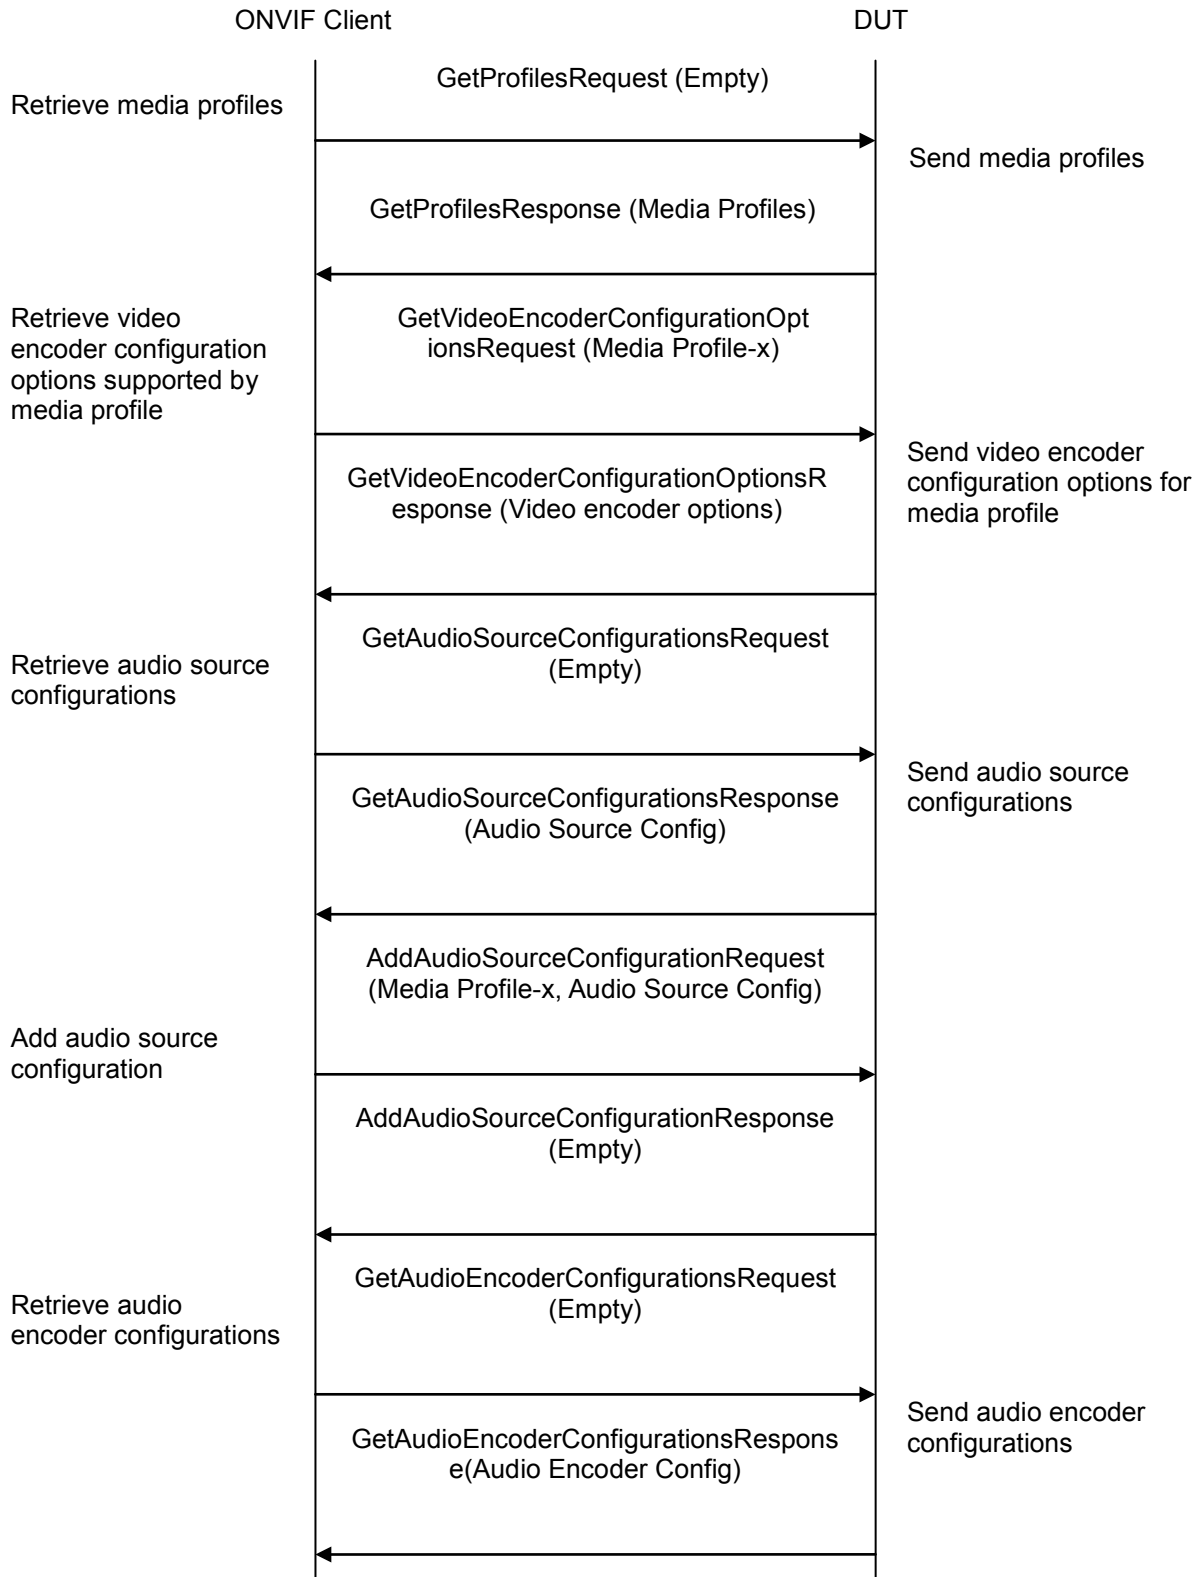 ONVIF Client
DUT
GetProfilesRequest (Empty)
Retrieve media profiles
Send media profiles
GetProfilesResponse (Media Profiles)
Retrieve video
encoder configuration
options supported by
media profile
GetVideoEncoderConfigurationOpt
ionsRequest (Media Profile-x)
Send video encoder
configuration options for
media profile
GetVideoEncoderConfigurationOptionsR
esponse (Video encoder options)
GetAudioSourceConfigurationsRequest
(Empty)
Retrieve audio source
configurations
Send audio source
configurations
GetAudioSourceConfigurationsResponse
(Audio Source Config)
AddAudioSourceConfigurationRequest
(Media Profile-x, Audio Source Config)
Add audio source
configuration
AddAudioSourceConfigurationResponse
(Empty)
GetAudioEncoderConfigurationsRequest
(Empty)
Retrieve audio
encoder configurations
Send audio encoder
configurations
GetAudioEncoderConfigurationsRespons
e(Audio Encoder Config)